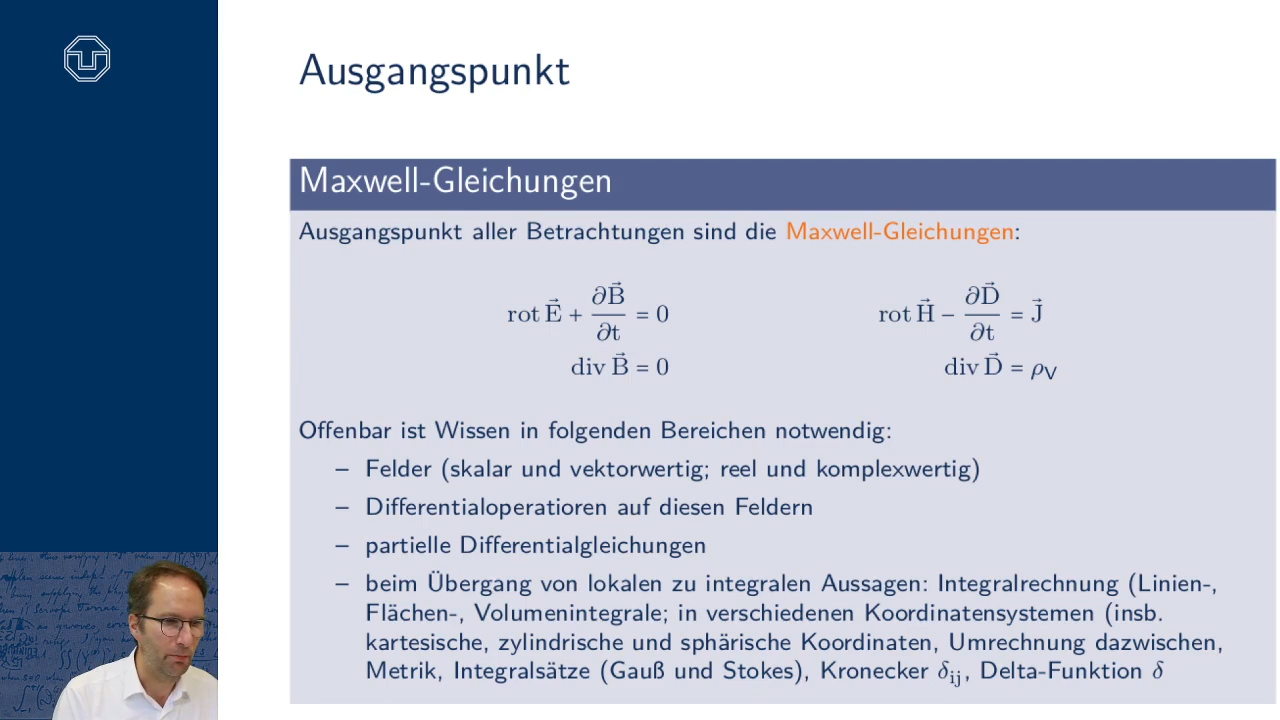 Ausgangspunkt
Maxwell-Gleichungen
Ausgangspunkt aller Betrachtungen sind die Maxwell-Gleichungen:
rot E⃗ + ∂B⃗/∂t = 0
rot H⃗ − ∂D⃗/∂t = J⃗
div B⃗ = 0
div D⃗ = ρV
Offenbar ist Wissen in folgenden Bereichen notwendig:
– Felder (skalar und vektorwertig; reel und komplexwertig)
– Differentialoperatioren auf diesen Feldern
– partielle Differentialgleichungen
– beim Übergang von lokalen zu integralen Aussagen: Integralrechnung (Linien-,
Flächen-, Volumenintegrale; in verschiedenen Koordinatensystemen (insb.
kartesische, zylindrische und sphärische Koordinaten, Umrechnung dazwischen,
Metrik, Integralsätze (Gauß und Stokes), Kronecker δij, Delta-Funktion δ